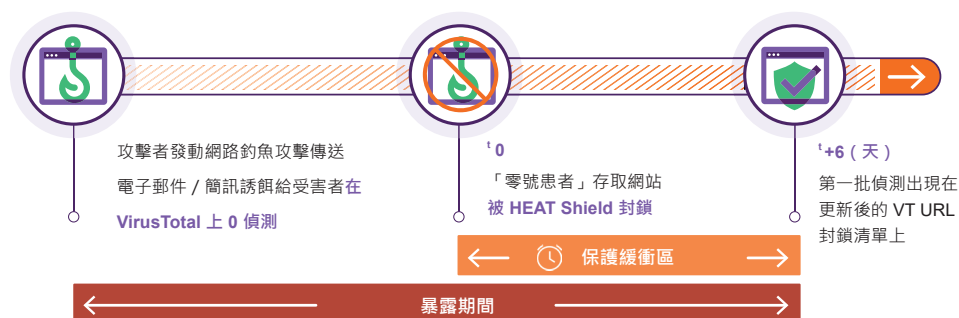 攻擊者發動網路釣魚攻擊傳送
電子郵件 / 簡訊誘餌給受害者在
VirusTotal 上 0 偵測
t 0
「零號患者」存取網站
被 HEAT Shield 封鎖
t +6（天）
第一批偵測出現在
更新後的 VT URL
封鎖清單上
保護緩衝區
暴露期間